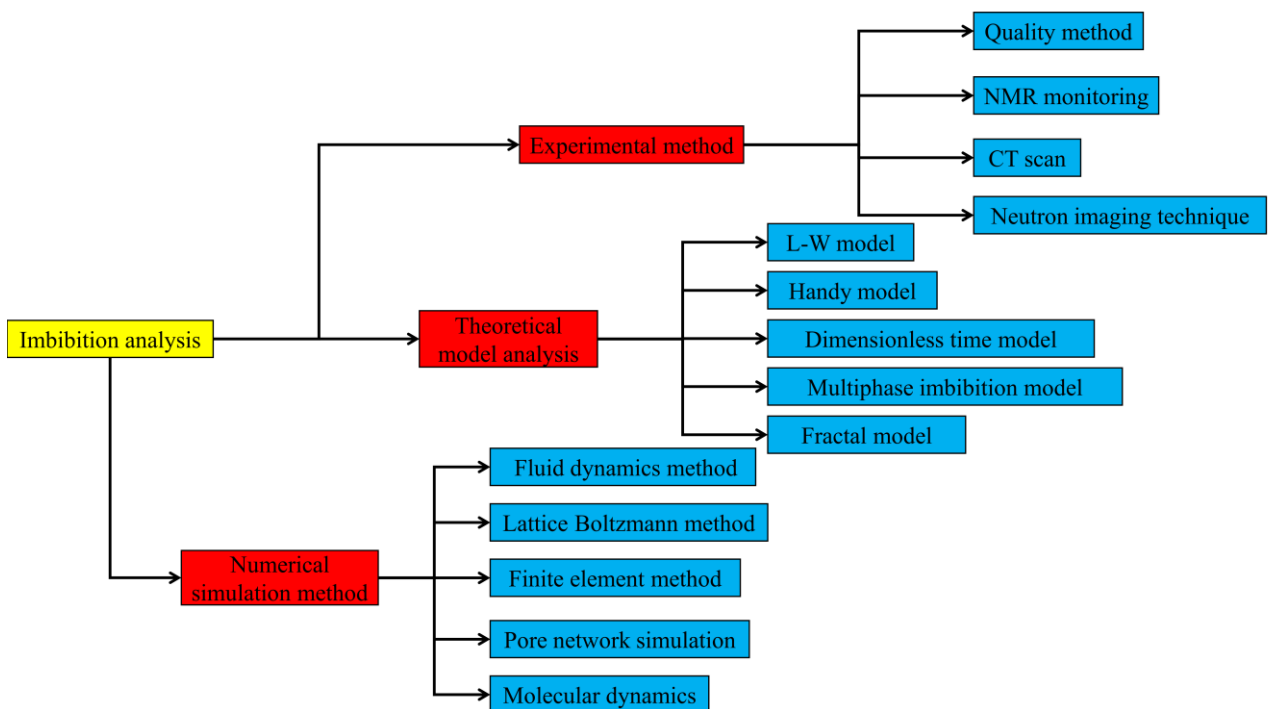 Quality method
NMR monitoring
Experimental method
CT scan
Neutron imaging technique
L-W model
Handy model
Imbibition analysis
Theoretical
model analysis
Dimensionless time model
Multiphase imbibition model
Fractal model
Fluid dynamics method
Lattice Boltzmann method
Numerical
simulation method
Finite element method
Pore network simulation
Molecular dynamics